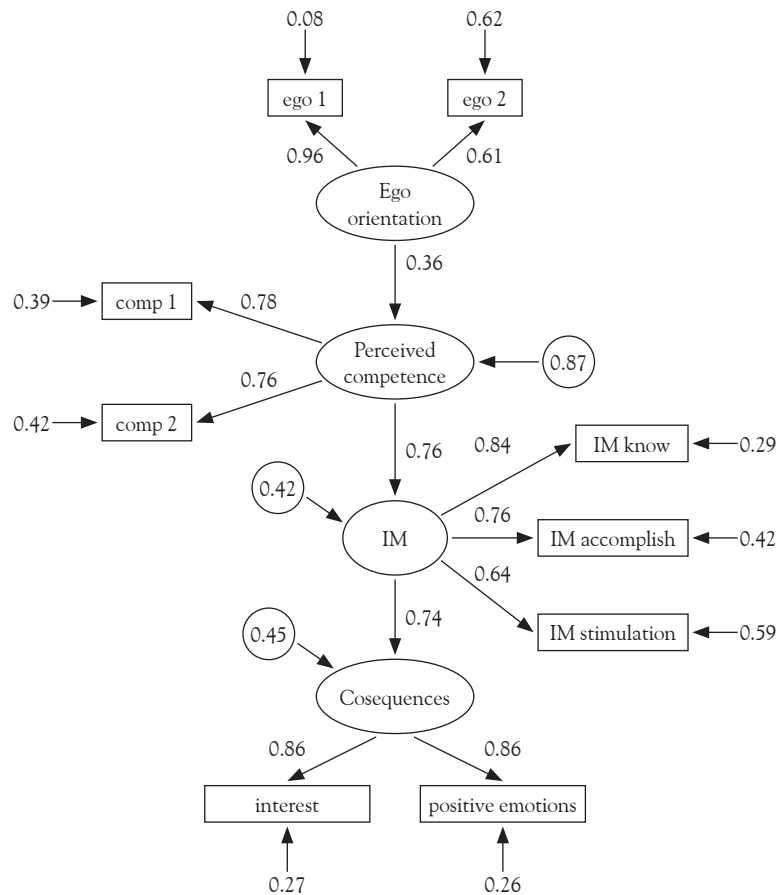 0.08
0.62
ego 1
ego 2
0.96
0.61
Ego
orientation
0.36
0.39
comp 1
0.78
Perceived
competence
0.87
0.76
0.42
comp 2
0.76
0.84
IM know
0.29
0.42
IM
0.76
IM accomplish
0.42
0.64
0.74
IM stimulation
0.59
0.45
Cosequences
0.86
0.86
interest
positive emotions
0.27
0.26